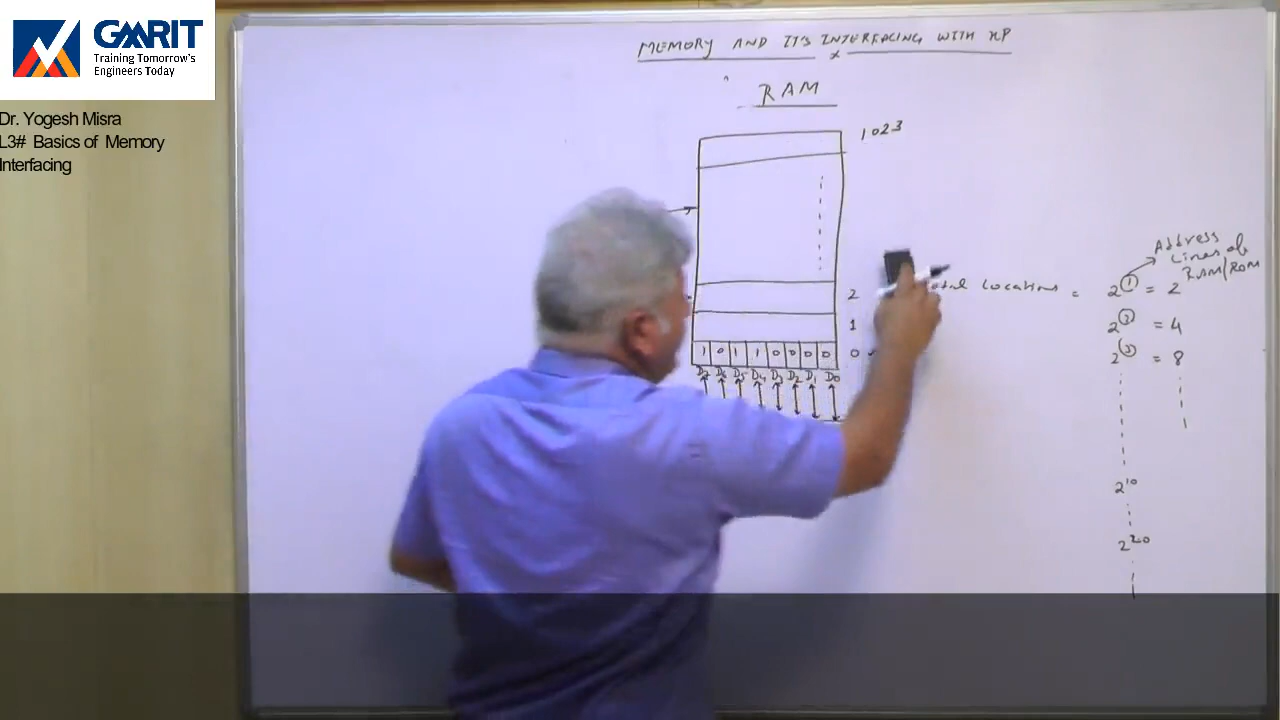 GMRIT
Training Tomorrow's
Engineers Today
Dr. Yogesh Misra
L3# Basics of Memory
Interfacing
MEMORY AND ITS INTERFACING WITH μP
RAM
1023
2
1
1 0 1 1 0 0 0 0 0
D7 D6 D5 D4 D3 D2 D1 D0
Locations =
2^1 = 2
Address
Lines of
RAM/ROM
2^2 = 4
2^3 = 8
2^10
2^20